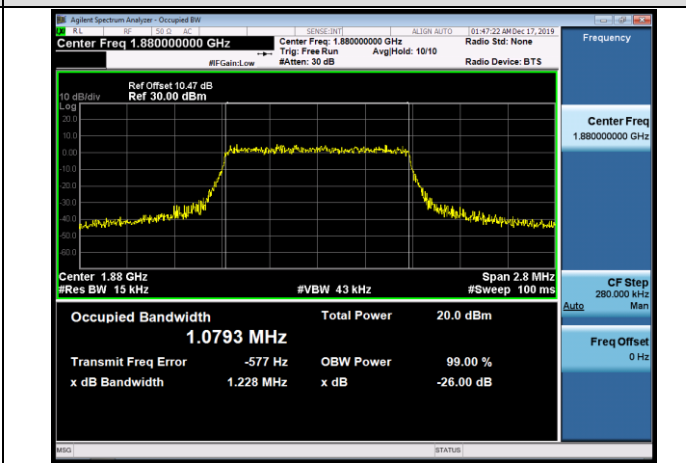 Agilent Spectrum Analyzer - Occupied BW
RL RF 50 Ω AC SENSE:INT ALIGN AUTO 01:47:22 AM Dec 17, 2019
Center Freq 1.880000000 GHz Center Freq: 1.880000000 GHz Radio Std: None Frequency
Trig: Free Run Avg|Hold: 10/10
#IFGain:Low #Atten: 30 dB Radio Device: BTS
Ref Offset 10.47 dB
10 dB/div Ref 30.00 dBm
Log
20.0
10.0
0.00
-10.0
-20.0
-30.0
-40.0
-50.0
-60.0
Center Freq
1.880000000 GHz
Center 1.88 GHz Span 2.8 MHz
#Res BW 15 kHz #VBW 43 kHz #Sweep 100 ms
CF Step
280.000 kHz
Auto Man
Occupied Bandwidth Total Power 20.0 dBm
1.0793 MHz
Freq Offset
0 Hz
Transmit Freq Error -577 Hz OBW Power 99.00 %
x dB Bandwidth 1.228 MHz x dB -26.00 dB
MSG STATUS